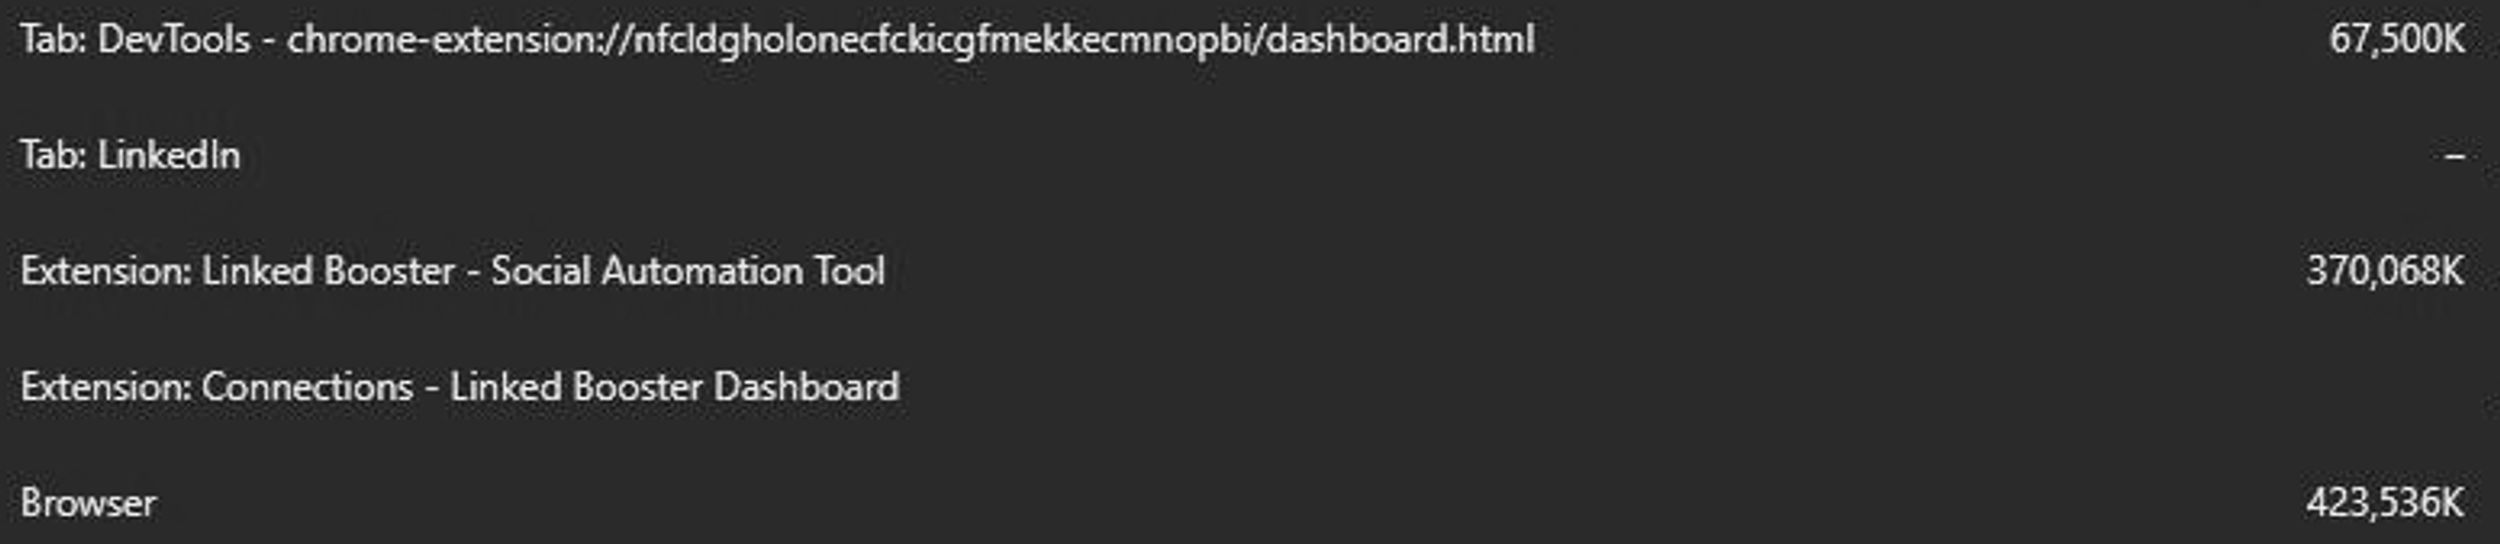 Tab: DevTools - chrome-extension://nfcldgholonecfckicgfmekkecmnopbi/dashboard.html 67,500K
Tab: LinkedIn –
Extension: Linked Booster - Social Automation Tool 370,068K
Extension: Connections - Linked Booster Dashboard
Browser 423,536K